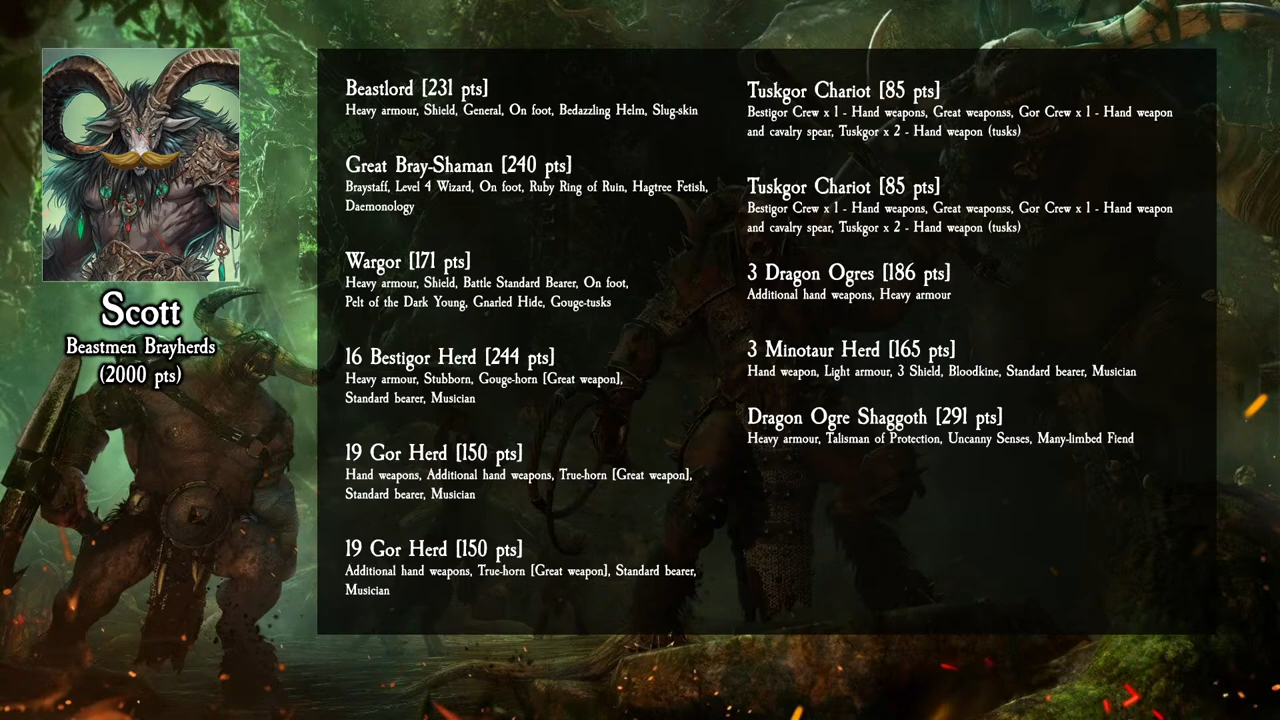 Scott
Beastmen Brayherds
(2000 pts)
Beastlord [231 pts]
Heavy armour, Shield, General, On foot, Bedazzling Helm, Slug-skin
Great Bray-Shaman [240 pts]
Braystaff, Level 4 Wizard, On foot, Ruby Ring of Ruin, Hagtree Fetish,
Daemonology
Wargor [171 pts]
Heavy armour, Shield, Battle Standard Bearer, On foot,
Pelt of the Dark Young, Gnarled Hide, Gouge-tusks
16 Bestigor Herd [244 pts]
Heavy armour, Stubborn, Gouge-horn [Great weapon],
Standard bearer, Musician
19 Gor Herd [150 pts]
Hand weapons, Additional hand weapons, True-horn [Great weapon],
Standard bearer, Musician
19 Gor Herd [150 pts]
Additional hand weapons, True-horn [Great weapon], Standard bearer,
Musician
Tuskgor Chariot [85 pts]
Bestigor Crew x 1 - Hand weapons, Great weaponss, Gor Crew x 1 - Hand weapon
and cavalry spear, Tuskgor x 2 - Hand weapon (tusks)
Tuskgor Chariot [85 pts]
Bestigor Crew x 1 - Hand weapons, Great weaponss, Gor Crew x 1 - Hand weapon
and cavalry spear, Tuskgor x 2 - Hand weapon (tusks)
3 Dragon Ogres [186 pts]
Additional hand weapons, Heavy armour
3 Minotaur Herd [165 pts]
Hand weapon, Light armour, 3 Shield, Bloodkine, Standard bearer, Musician
Dragon Ogre Shaggoth [291 pts]
Heavy armour, Talisman of Protection, Uncanny Senses, Many-limbed Fiend